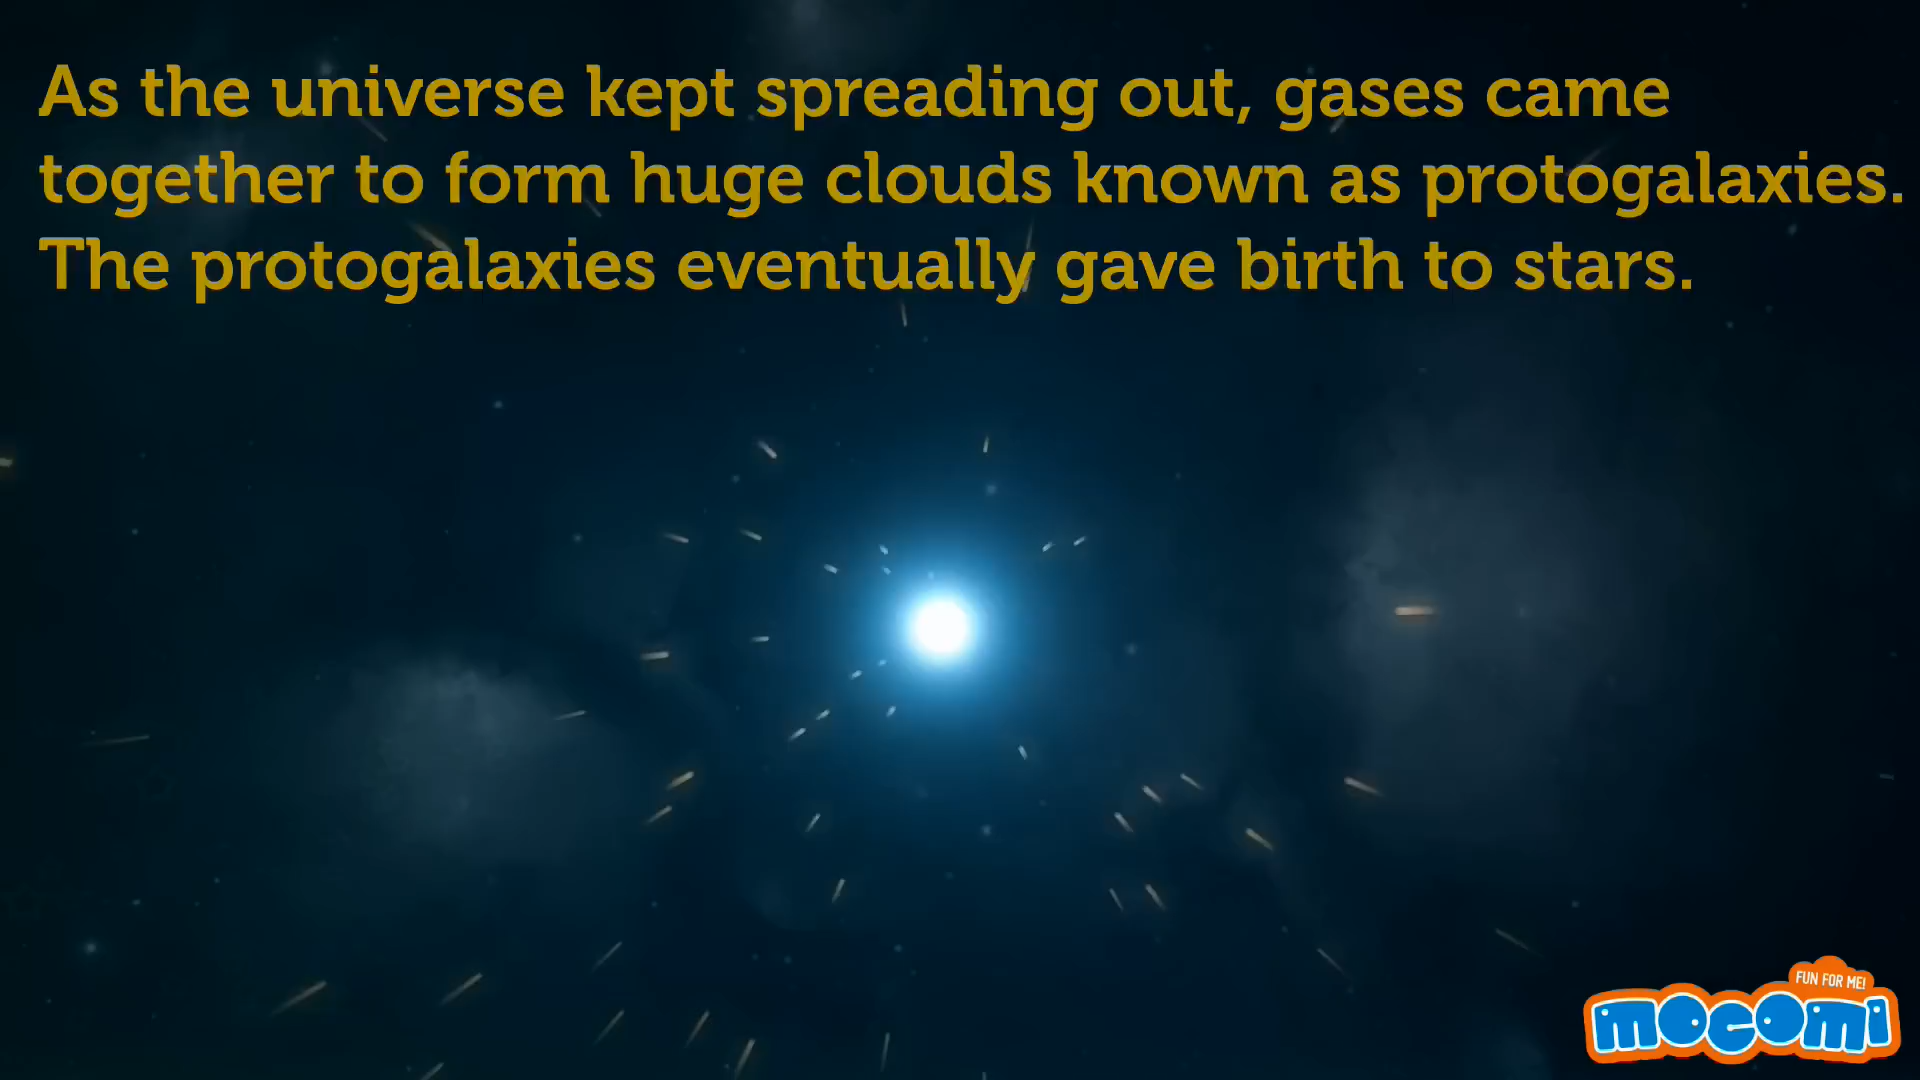 As the universe kept spreading out, gases came
together to form huge clouds known as protogalaxies.
The protogalaxies eventually gave birth to stars.
FUN FOR ME!
mocomi